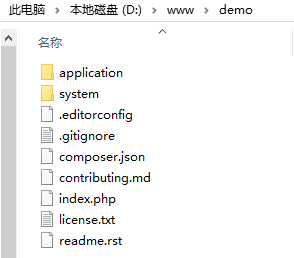 此电脑 > 本地磁盘 (D:) > www > demo
名称
application
system
.editorconfig
.gitignore
composer.json
contributing.md
index.php
license.txt
readme.rst